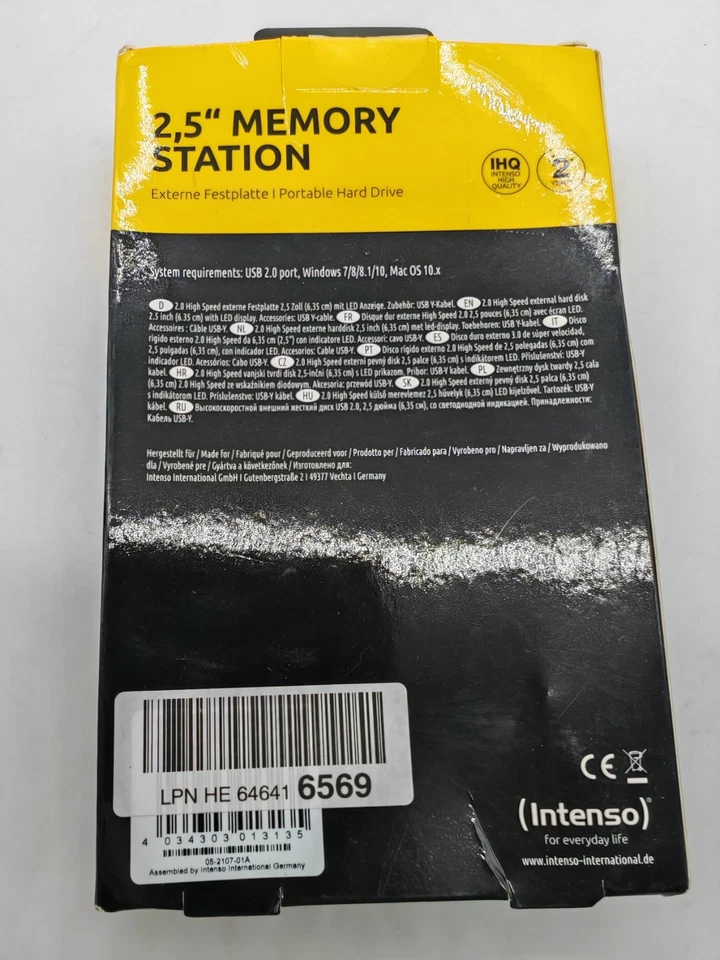 2,5“ MEMORY
STATION
Externe Festplatte I Portable Hard Drive
IHQ
INTENSO
HIGH
QUALITY
2
YEARS
System requirements: USB 2.0 port, Windows 7/8/8.1/10, Mac OS 10.x
D 2.0 High Speed externe Festplatte 2,5 Zoll (6,35 cm) mit LED Anzeige. Zubehör: USB Y-Kabel. EN 2.0 High Speed external hard disk
2.5 inch (6,35 cm) with LED display. Accessories: USB Y-cable. FR Disque dur externe High Speed 2.0 2,5 pouces (6,35 cm) avec écran LED.
Accessoires : Câble USB-Y. NL 2.0 High Speed externe harddisk 2,5 inch (6,35 cm) met led-display. Toebehoren: USB Y-kabel. IT Disco
rigido esterno 2.0 High Speed da 6,35 cm (2,5”) con indicatore LED. Accessori: cavo USB-Y. ES Disco duro externo 3.0 de súper velocidad,
2,5 pulgadas (6,35 cm), con indicador LED. Accesorios: Cable USB-Y. PT Disco rígido externo 2.0 High Speed de 2,5 polegadas (6,35 cm) com
indicador LED. Acessórios: Cabo USB-Y. CZ 2.0 High Speed externí pevný disk 2,5 palce (6,35 cm) s indikátorem LED. Příslušenství: USB-Y
kabel. HR 2.0 High Speed vanjski tvrdi disk 2,5-inčni (6,35 cm) s LED prikazom. Pribor: USB-Y kabel. PL Zewnętrzny dysk twardy 2,5 cala
(6,35 cm) 2.0 High Speed ze wskaźnikiem diodowym. Akcesoria: przewód USB-Y. SK 2.0 High Speed externý pevný disk 2,5 palca (6,35 cm)
s indikátorom LED. Príslušenstvo: USB-Y kábel. HU 2.0 High Speed külső merevlemez 2,5 hüvelyk (6,35 cm) LED kijelzővel. Tartozék: USB-Y
kábel. RU Высокоскоростной внешний жесткий диск USB 2.0, 2,5 дюйма (6,35 см), со светодиодной индикацией. Принадлежности:
Кабель USB-Y.
Hergestellt für / Made for / Fabriqué pour / Geproduceerd voor / Prodotto per / Fabricado para / Vyrobeno pro / Napravljen za / Wyprodukowano
dla / Vyrobené pre / Gyártva a következőnek / Изготовлено для:
Intenso International GmbH I Gutenbergstraße 2 I 49377 Vechta I Germany
LPN HE 64641 6569
4 034303 013135
05-2107-01A
Assembled by Intenso International Germany
CE
(Intenso)®
for everyday life
www.intenso-international.de